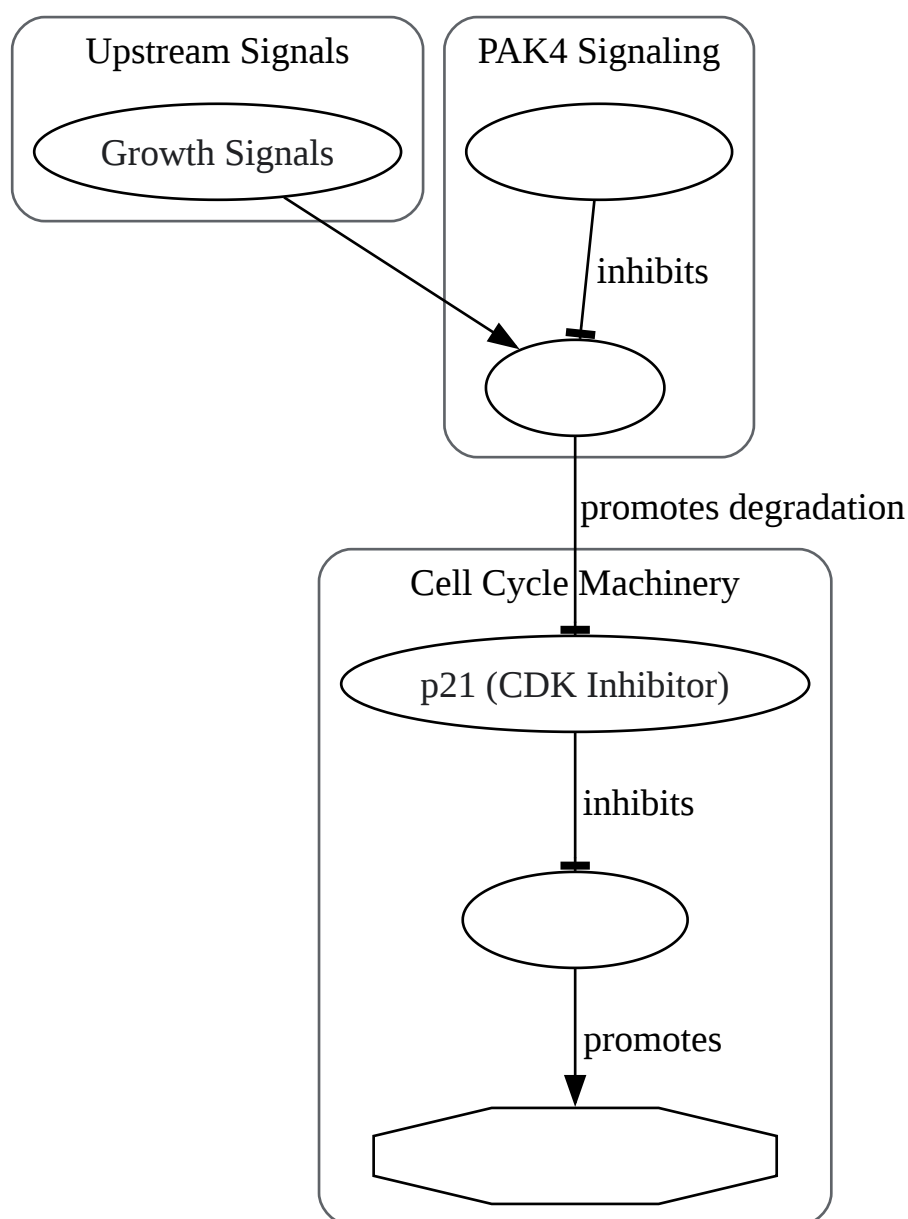 Upstream Signals
PAK4 Signaling
Growth Signals
inhibits
promotes degradation
Cell Cycle Machinery
p21 (CDK Inhibitor)
inhibits
promotes